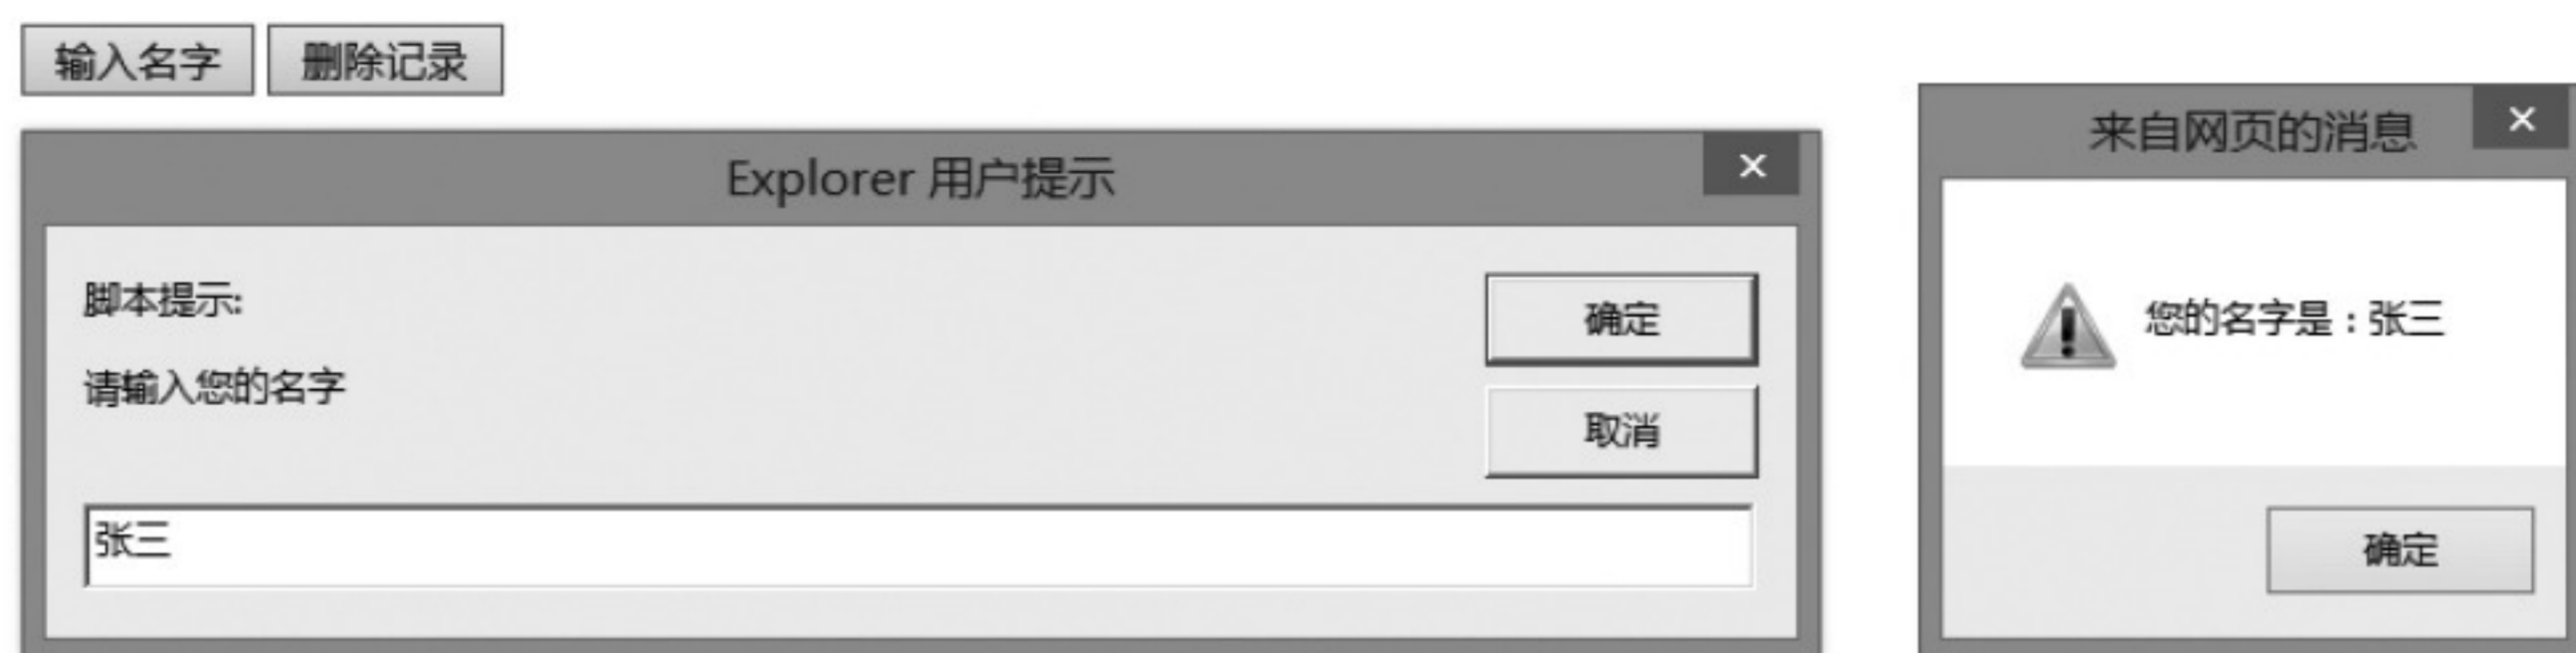 输入名字 删除记录
Explorer 用户提示
脚本提示:
请输入您的名字
确定
取消
张三
来自网页的消息
您的名字是：张三
确定